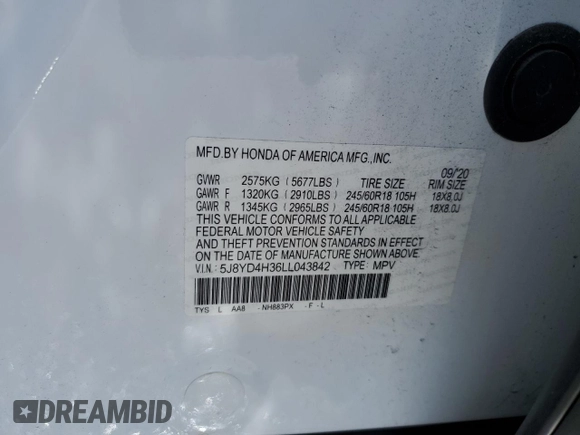 MFD.BY HONDA OF AMERICA MFG.,INC.
09/'20
GVWR 2575KG (5677LBS) TIRE SIZE RIM SIZE
GAWR F 1320KG (2910LBS) 245/60R18 105H 18X8.0J
GAWR R 1345KG (2965LBS) 245/60R18 105H 18X8.0J
THIS VEHICLE CONFORMS TO ALL APPLICABLE
FEDERAL MOTOR VEHICLE SAFETY
AND THEFT PREVENTION STANDARDS IN EFFECT
ON THE DATE OF MANUFACTURE SHOWN ABOVE.
V.I.N.: 5J8YD4H36LL043842 TYPE: MPV
TYS L AA8 -NH883PX -F -L
DREAMBID